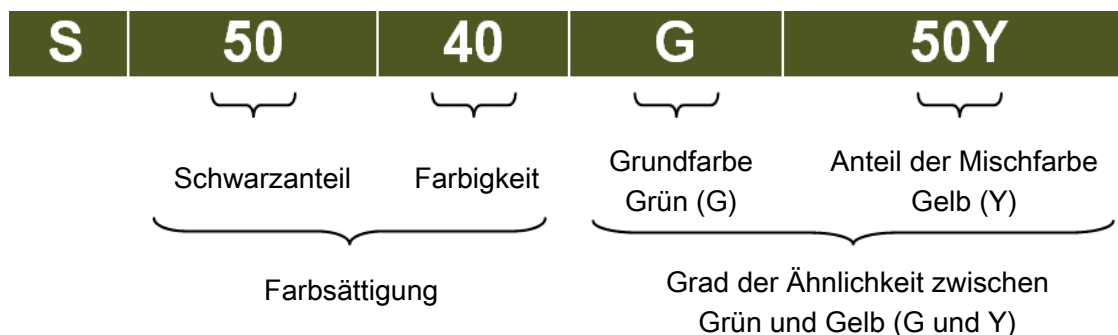 S 50 40 G 50Y
Schwarzanteil
Farbigkeit
Grundfarbe
Grün (G)
Anteil der Mischfarbe
Gelb (Y)
Farbsättigung
Grad der Ähnlichkeit zwischen
Grün und Gelb (G und Y)